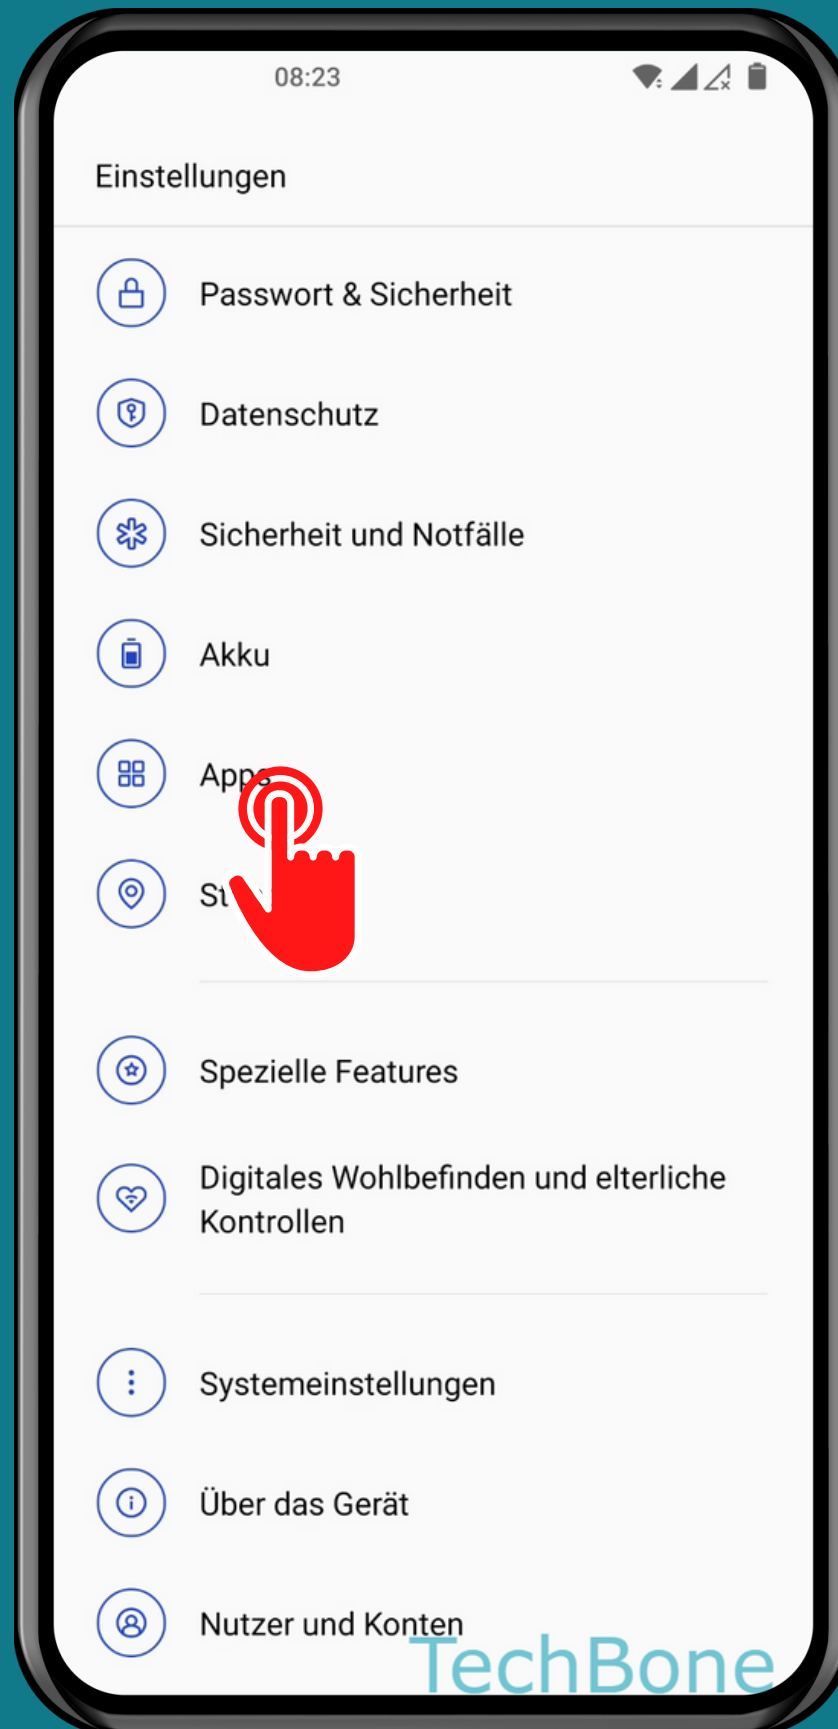 08:23
Einstellungen
Passwort & Sicherheit
Datenschutz
Sicherheit und Notfälle
Akku
Apps
Spezielle Features
Digitales Wohlbefinden und elterliche
Kontrollen
Systemeinstellungen
Über das Gerät
Nutzer und Konten
TechBone